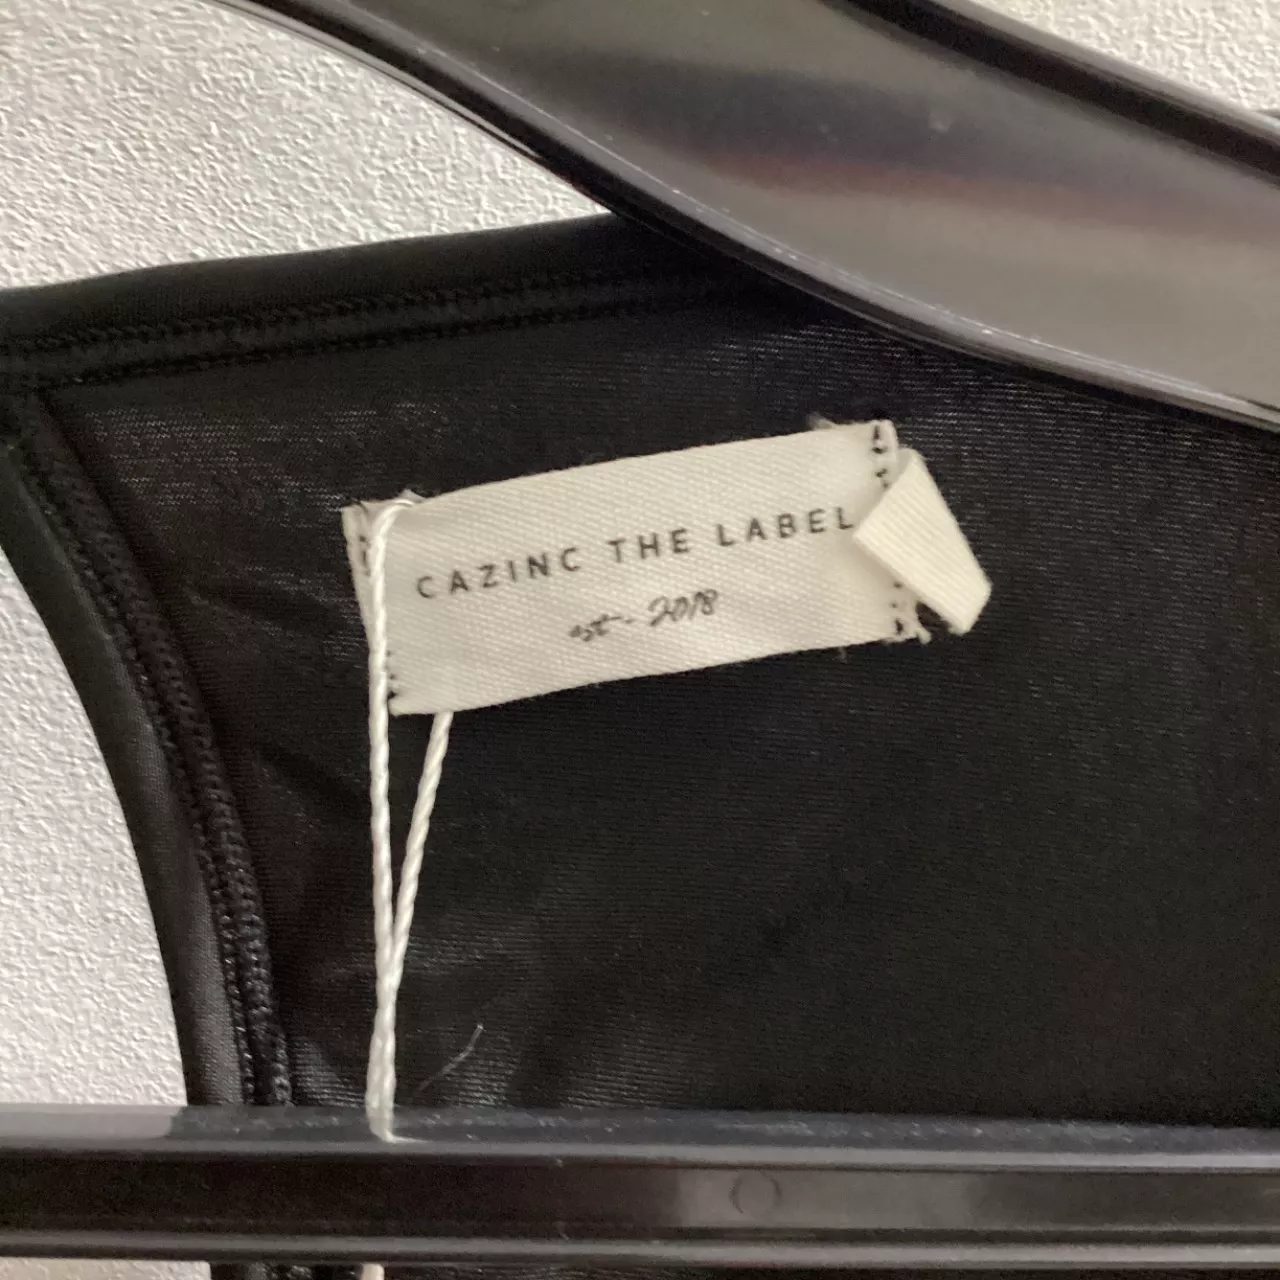 CAZINC THE LABEL
est - 2018